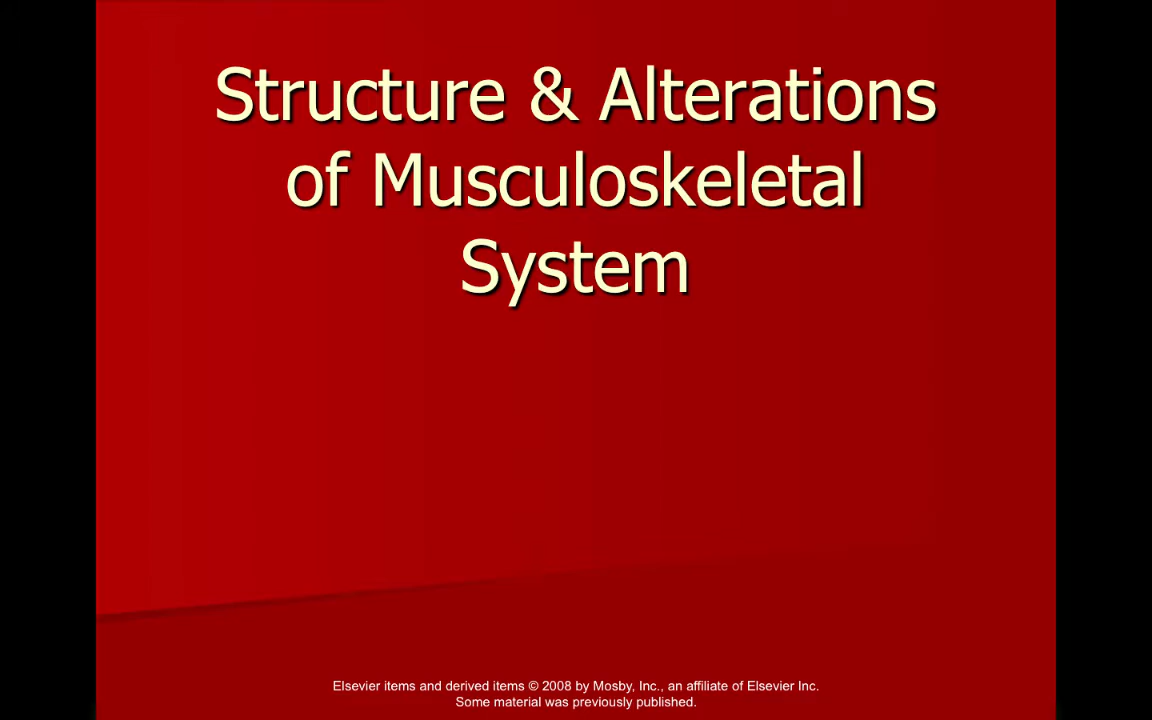 Structure & Alterations
of Musculoskeletal
System
Elsevier items and derived items © 2008 by Mosby, Inc., an affiliate of Elsevier Inc.
Some material was previously published.